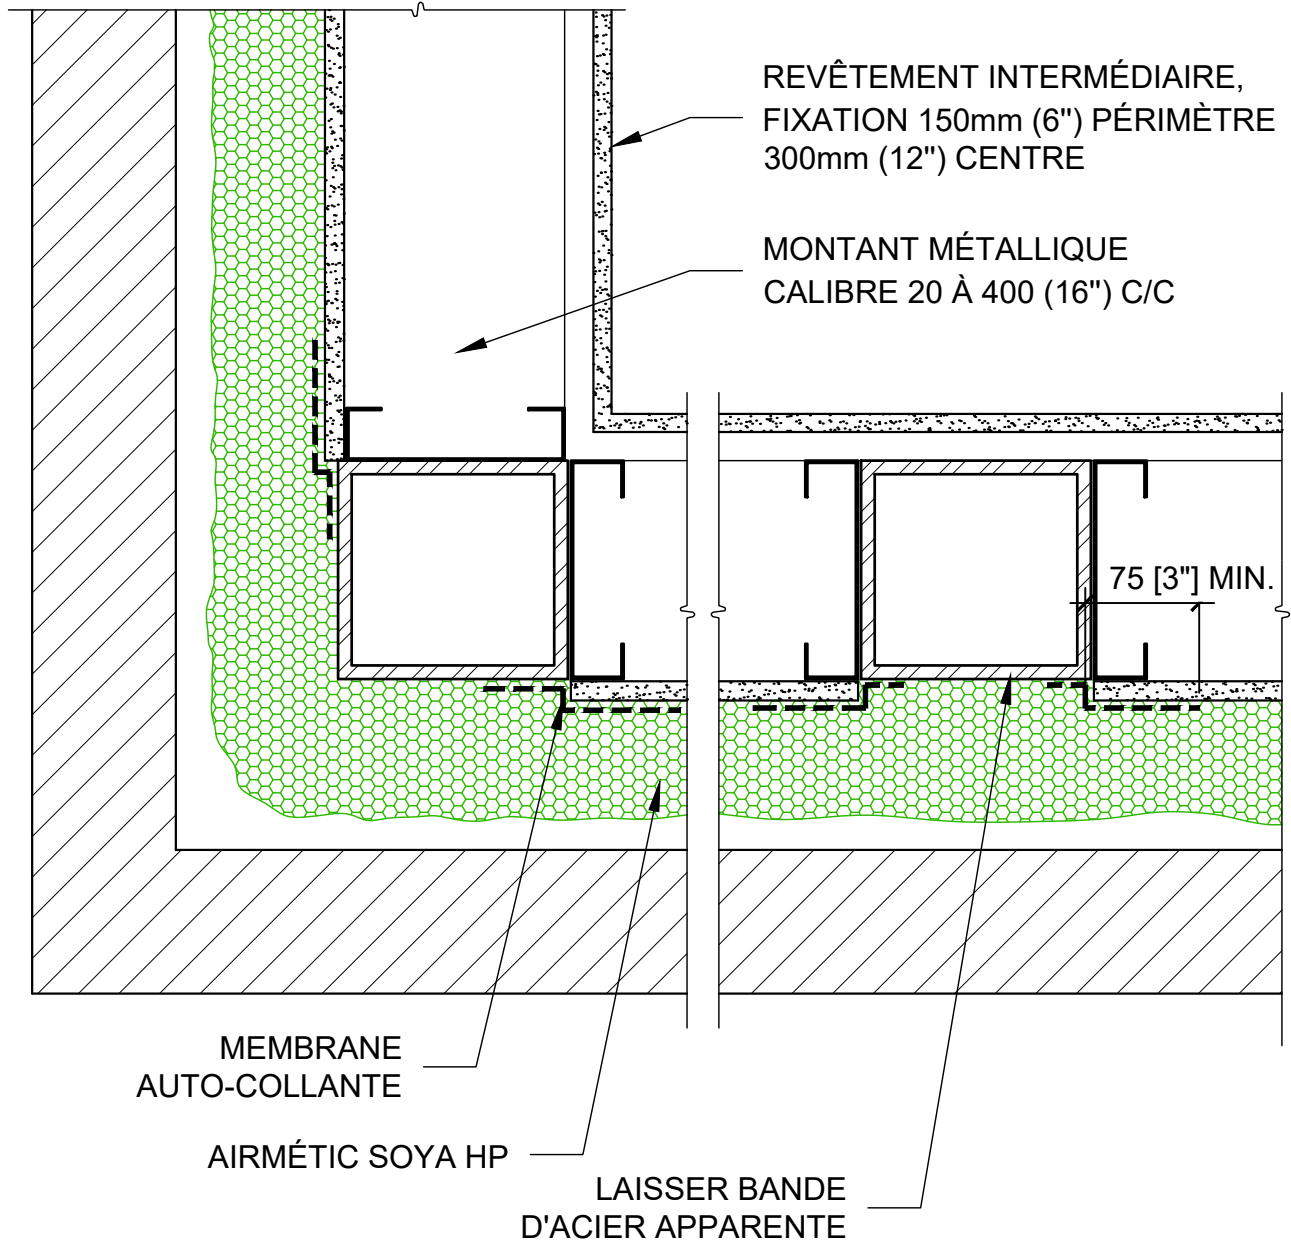 REVÊTEMENT INTERMÉDIAIRE,
FIXATION 150mm (6") PÉRIMÈTRE
300mm (12") CENTRE
MONTANT MÉTALLIQUE
CALIBRE 20 À 400 (16") C/C
75 [3"] MIN.
MEMBRANE
AUTO-COLLANTE
AIRMÉTIC SOYA HP
LAISSER BANDE
D'ACIER APPARENTE